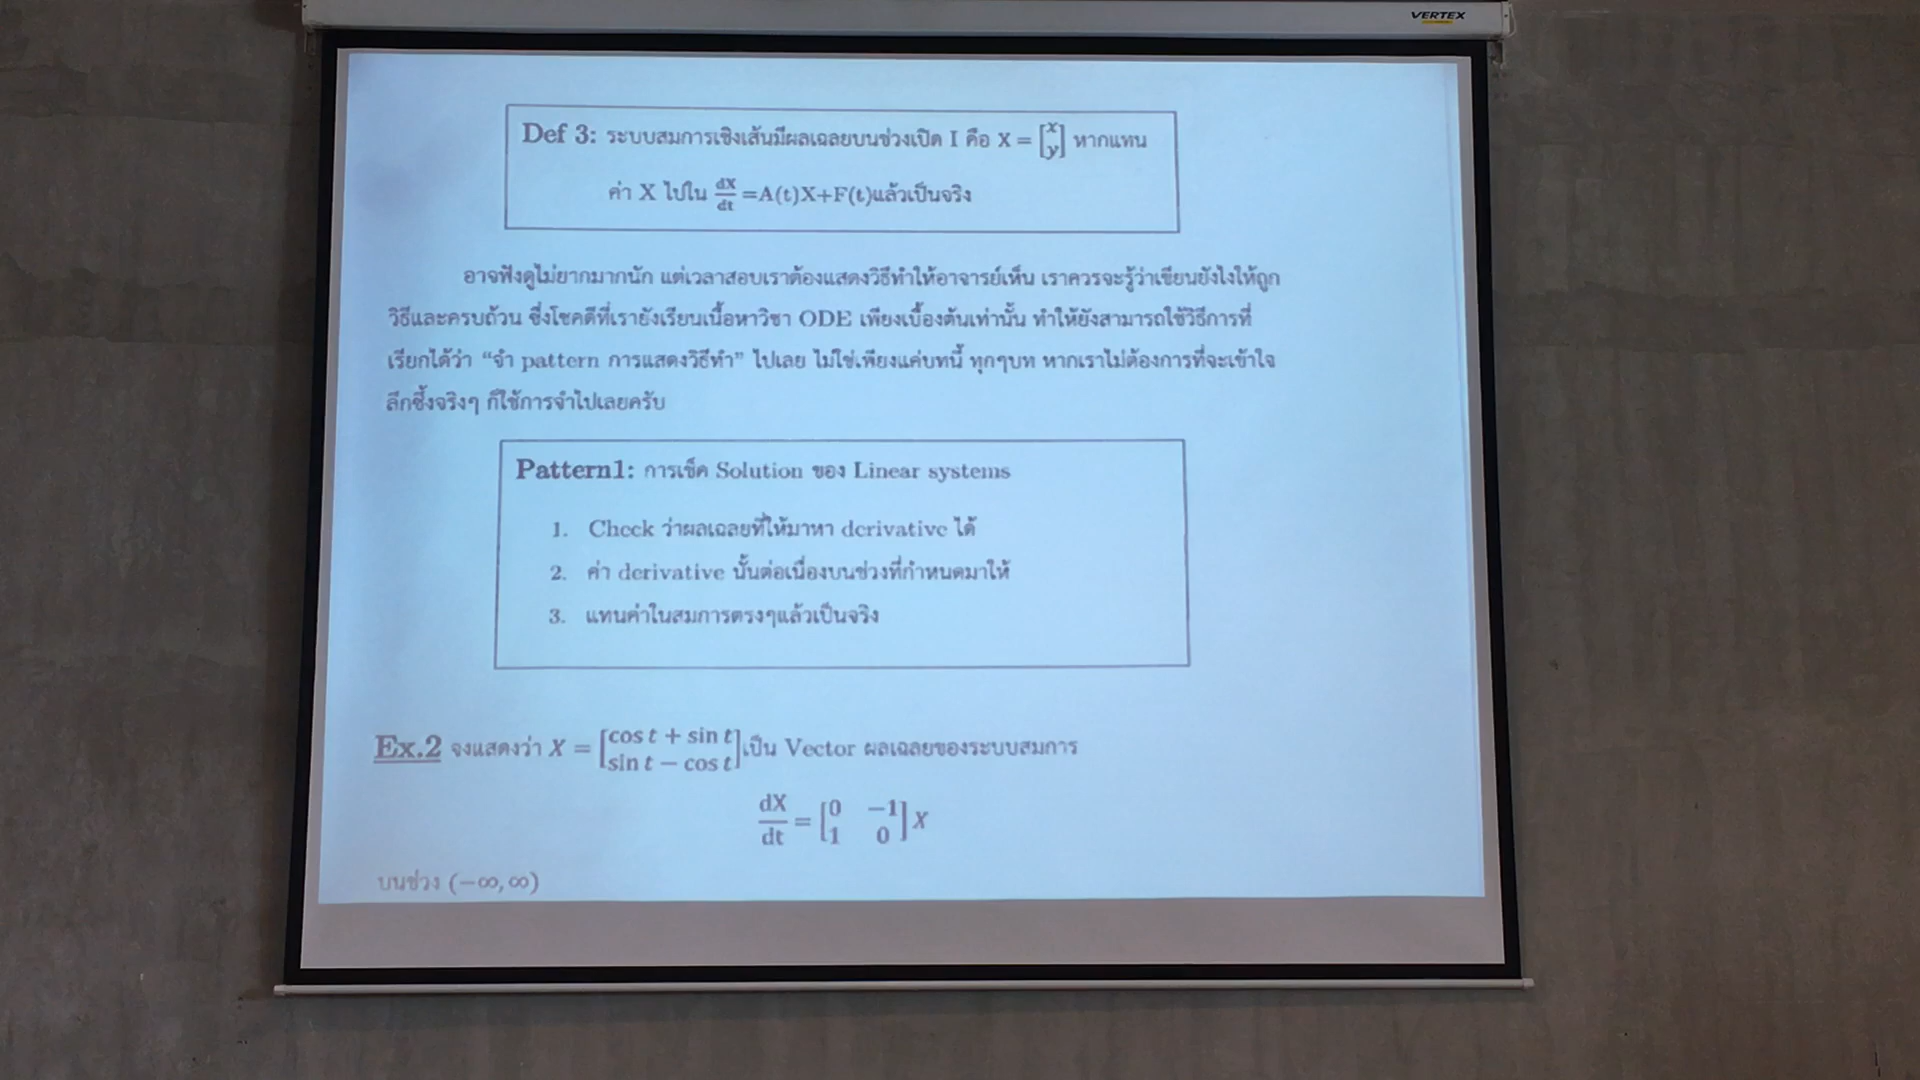 VERTEX
Def 3: ระบบสมการเชิงเส้นมีผลเฉลยบนช่วงเปิด I คือ X = [x y] หากแทน
ค่า X ไปใน dX/dt =A(t)X+F(t)แล้วเป็นจริง
อาจฟังดูไม่ยากมากนัก แต่เวลาสอบเราต้องแสดงวิธีทำให้อาจารย์เห็น เราควรจะรู้ว่าเขียนยังไงให้ถูก
วิธีและครบถ้วน ซึ่งโชคดีที่เรายังเรียนเนื้อหาวิชา ODE เพียงเบื้องต้นเท่านั้น ทำให้ยังสามารถใช้วิธีการที่
เรียกได้ว่า “จำ pattern การแสดงวิธีทำ” ไปเลย ไม่ใช่เพียงแค่บทนี้ ทุกๆบท หากเราไม่ต้องการที่จะเข้าใจ
ลึกซึ้งจริงๆ ก็ใช้การจำไปเลยครับ
Pattern1: การเช็ค Solution ของ Linear systems
1. Check ว่าผลเฉลยที่ให้มาหา derivative ได้
2. ค่า derivative นั้นต่อเนื่องบนช่วงที่กำหนดมาให้
3. แทนค่าในสมการตรงๆแล้วเป็นจริง
Ex.2 จงแสดงว่า X = [cos t + sin t sin t − cos t] เป็น Vector ผลเฉลยของระบบสมการ
dX/dt = [0 −1 1 0] X
บนช่วง (−∞, ∞)